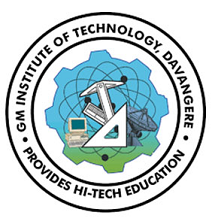 GM INSTITUTE OF TECHNOLOGY, DAVANGERE
• PROVIDES HI-TECH EDUCATION •